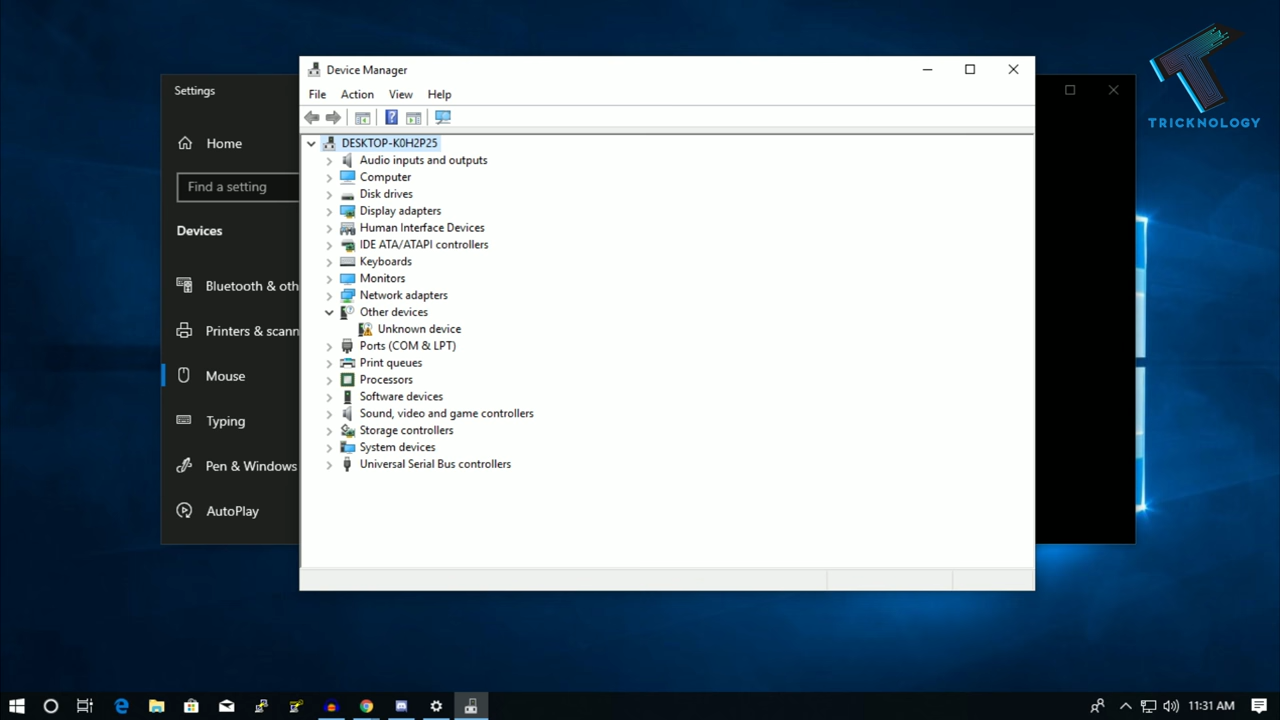 TRICKNOLOGY
Settings
Home
Find a setting
Devices
Bluetooth & oth
Printers & scann
Mouse
Typing
Pen & Windows
AutoPlay
Device Manager
File Action View Help
DESKTOP-K0H2P25
Audio inputs and outputs
Computer
Disk drives
Display adapters
Human Interface Devices
IDE ATA/ATAPI controllers
Keyboards
Monitors
Network adapters
Other devices
Unknown device
Ports (COM & LPT)
Print queues
Processors
Software devices
Sound, video and game controllers
Storage controllers
System devices
Universal Serial Bus controllers
11:31 AM